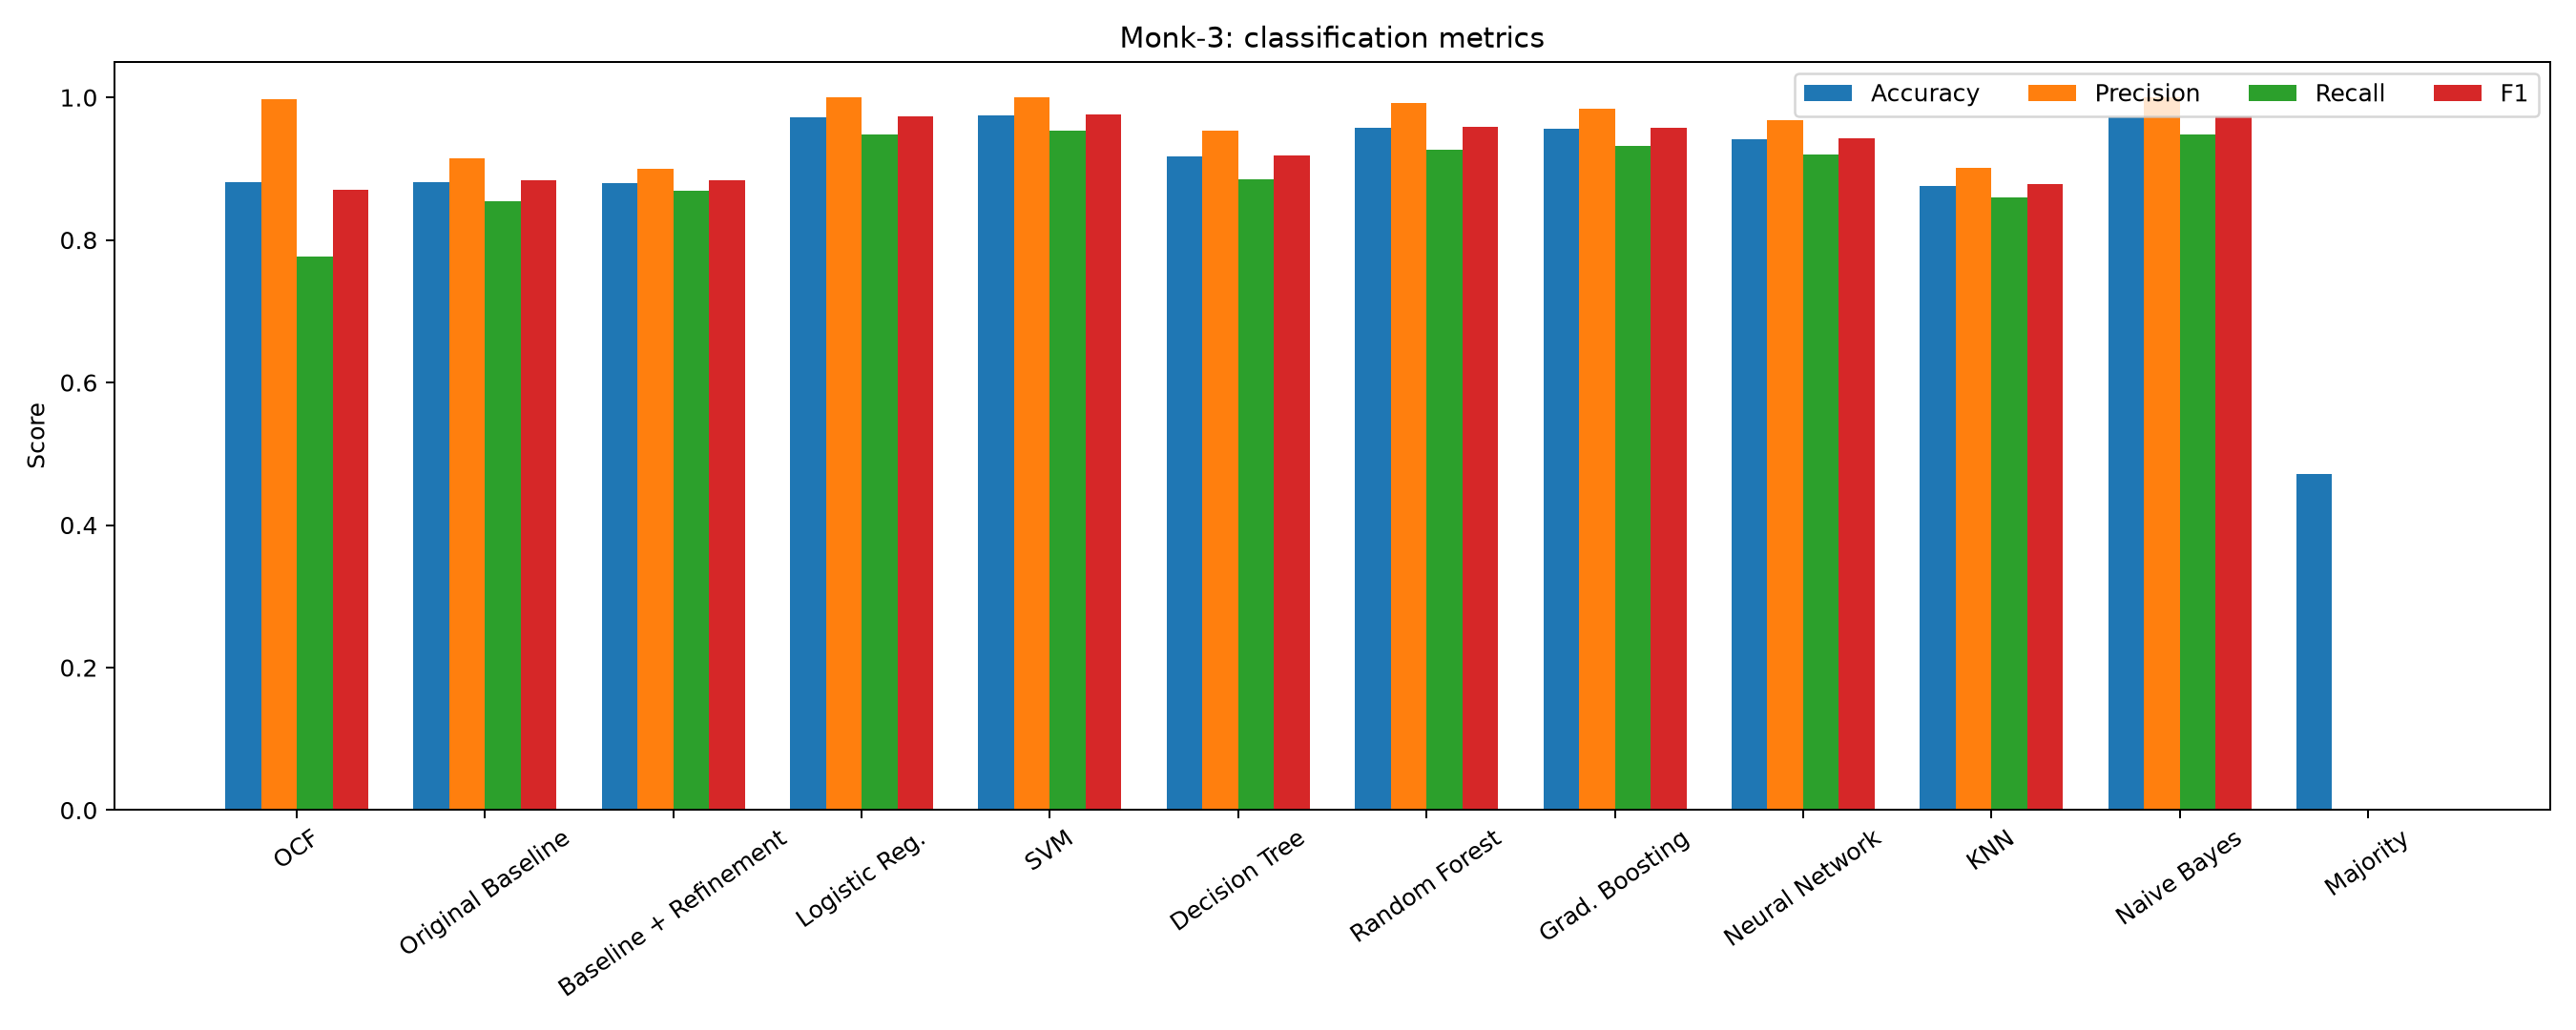 Monk-3: classification metrics
Accuracy Precision Recall F1
Score
1.0
0.8
0.6
0.4
0.2
0.0
OCF
Original Baseline
Baseline + Refinement
Logistic Reg.
SVM
Decision Tree
Random Forest
Grad. Boosting
Neural Network
KNN
Naive Bayes
Majority